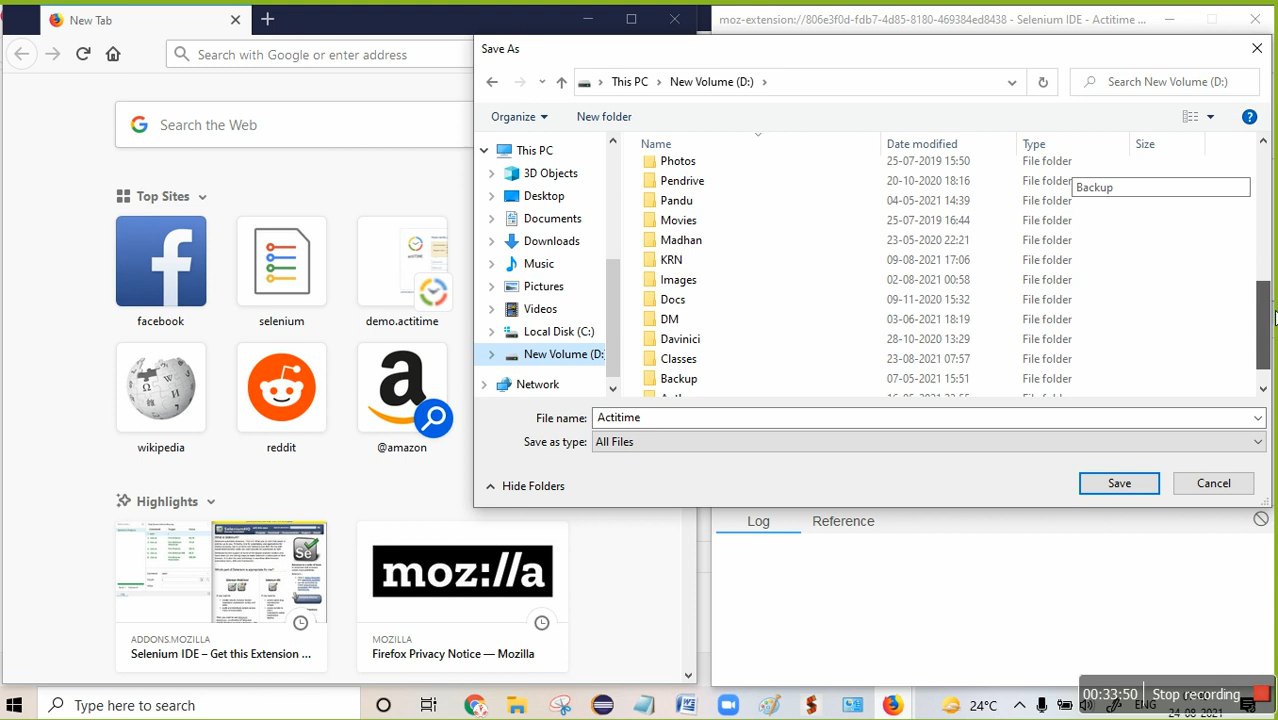 New Tab
moz-extension://806e3f0d-fdb7-4d85-8180-469384ed8438 - Selenium IDE - Actitime ...
Search with Google or enter address
Search the Web
Top Sites
facebook
selenium
demo.actitime
wikipedia
reddit
@amazon
Highlights
ADDONS.MOZILLA
Selenium IDE – Get this Extension ...
moz://a
MOZILLA
Firefox Privacy Notice — Mozilla
Save As
This PC
New Volume (D:)
Search New Volume (D:)
Organize
New folder
This PC
3D Objects
Desktop
Documents
Downloads
Music
Pictures
Videos
Local Disk (C:)
New Volume (D:
Network
Name Date modified Type Size
Photos 25-07-2019 15:50 File folder
Pendrive 20-10-2020 18:16 File folder
Backup
Pandu 04-05-2021 14:39 File folder
Movies 25-07-2019 16:44 File folder
Madhan 23-05-2020 22:21 File folder
KRN 09-08-2021 17:06 File folder
Images 02-08-2021 00:58 File folder
Docs 09-11-2020 15:32 File folder
DM 03-06-2021 18:19 File folder
Davinici 28-10-2020 13:29 File folder
Classes 23-08-2021 07:57 File folder
Backup 07-05-2021 15:51 File folder
File name: Actitime
Save as type: All Files
Hide Folders
Save
Cancel
Log
Reference
Type here to search
24°C
ENG
00:33:50
Stop recording
24-08-2021